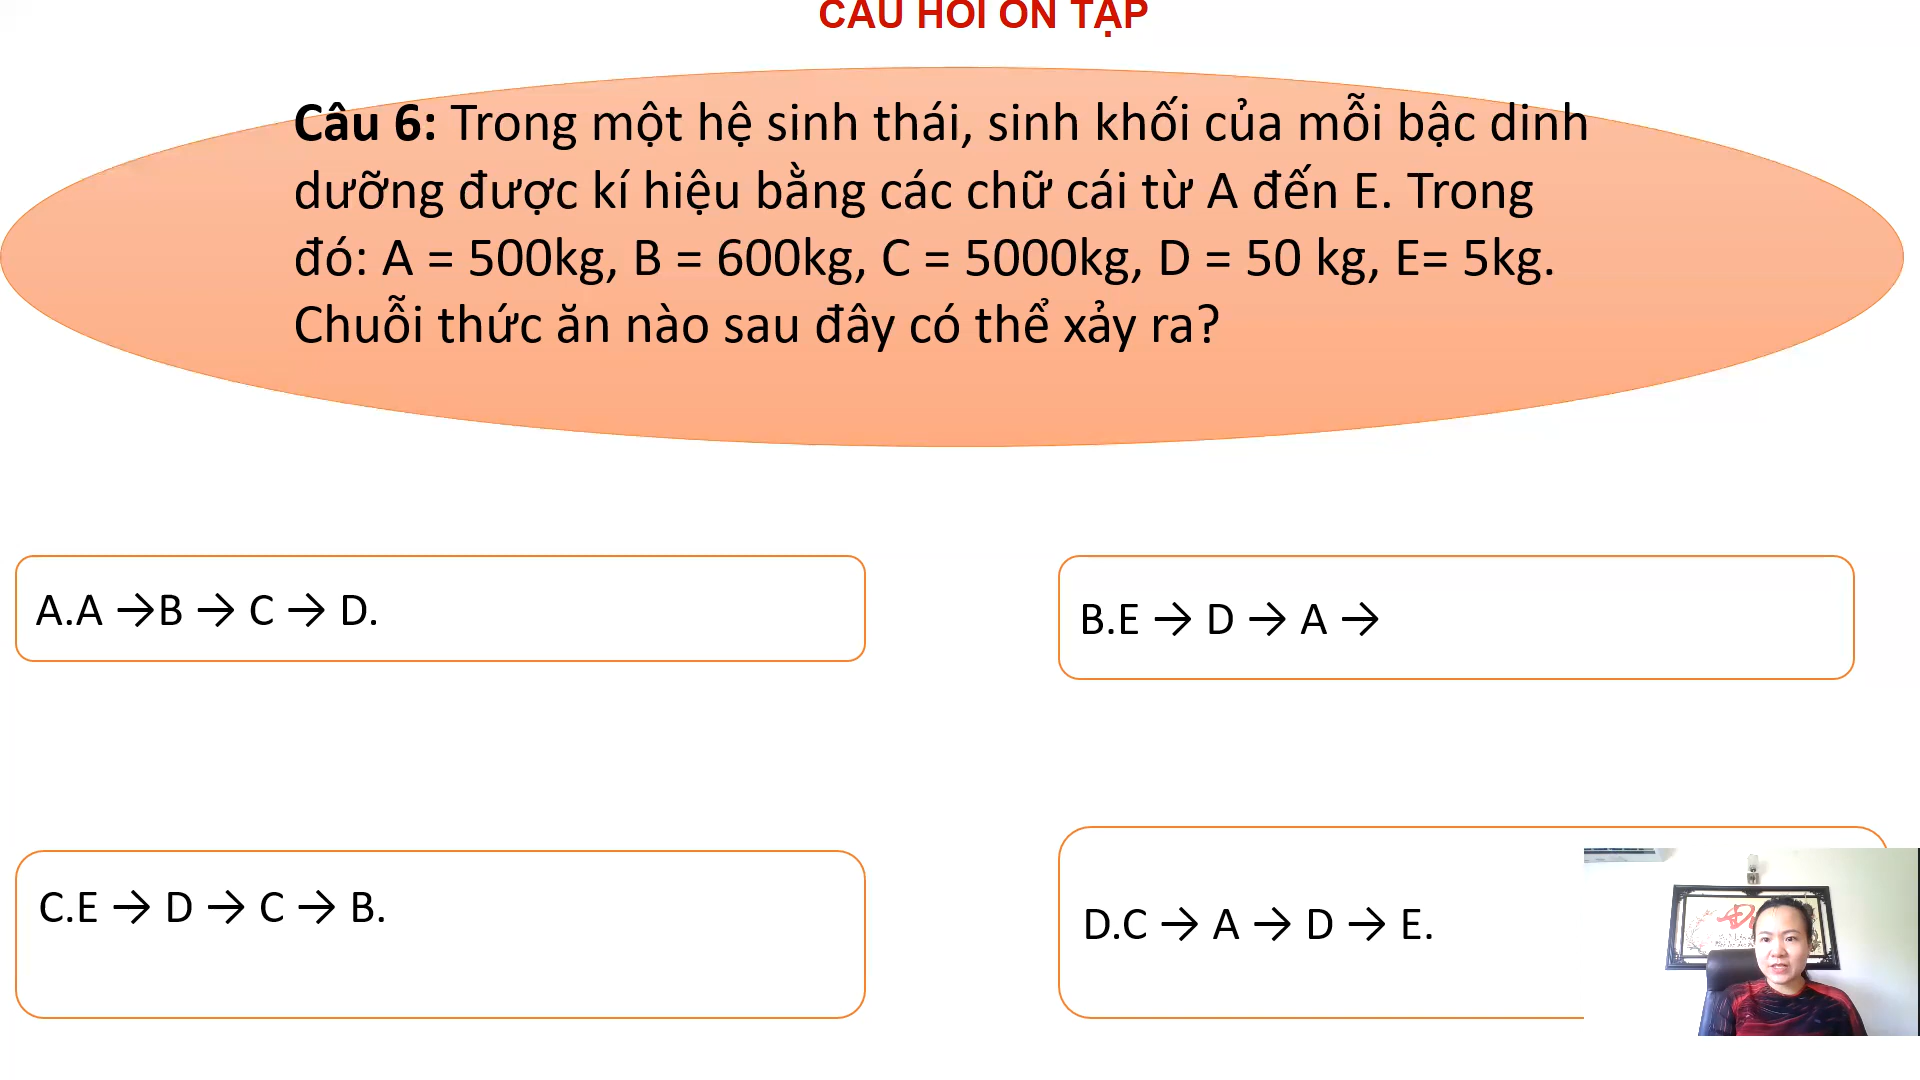 CÂU HỎI ÔN TẬP
Câu 6: Trong một hệ sinh thái, sinh khối của mỗi bậc dinh
dưỡng được kí hiệu bằng các chữ cái từ A đến E. Trong
đó: A = 500kg, B = 600kg, C = 5000kg, D = 50 kg, E= 5kg.
Chuỗi thức ăn nào sau đây có thể xảy ra?
A.A →B → C → D.
B.E → D → A →
C.E → D → C → B.
D.C → A → D → E.